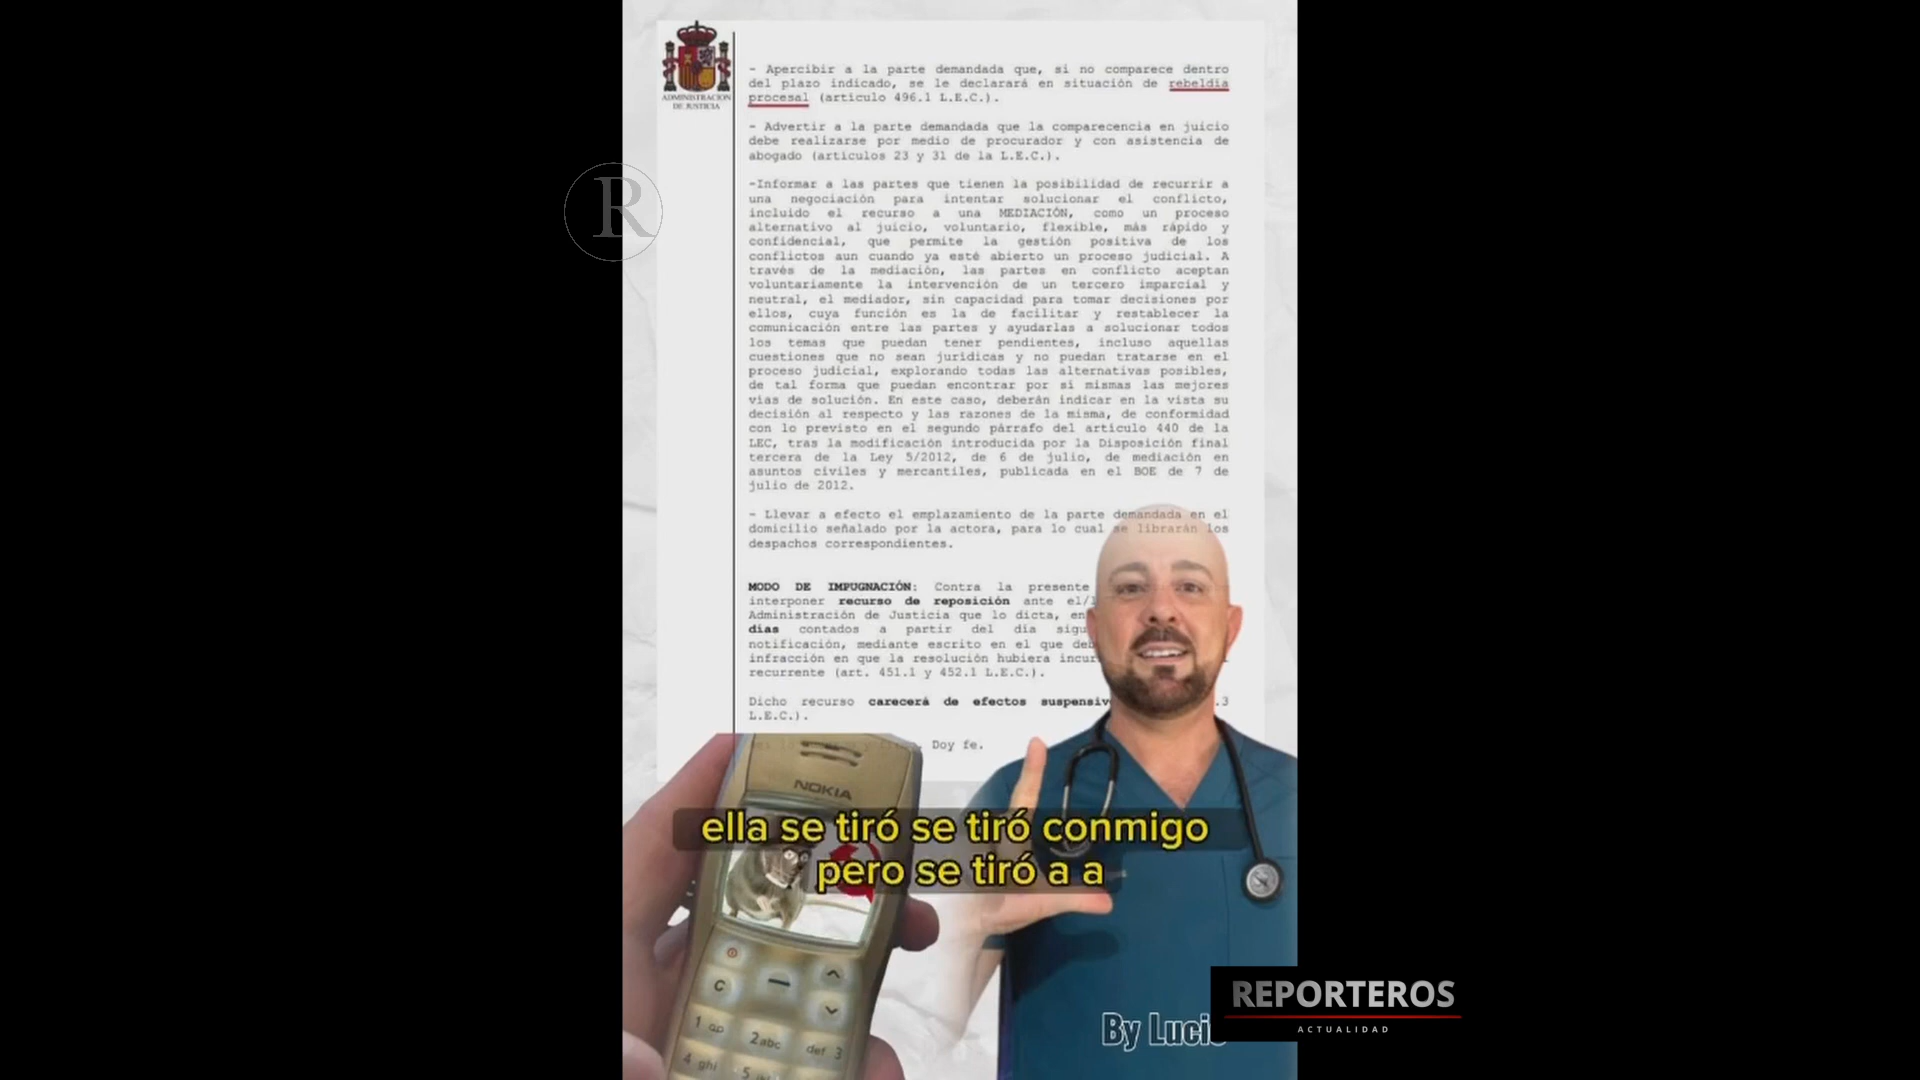 ADMINISTRACION
DE JUSTICIA
- Apercibir a la parte demandada que, si no comparece dentro
del plazo indicado, se le declarará en situación de rebeldía
procesal (artículo 496.1 L.E.C.).
- Advertir a la parte demandada que la comparecencia en juicio
debe realizarse por medio de procurador y con asistencia de
abogado (artículos 23 y 31 de la L.E.C.).
-Informar a las partes que tienen la posibilidad de recurrir a
una negociación para intentar solucionar el conflicto,
incluido el recurso a una MEDIACIÓN, como un proceso
alternativo al juicio, voluntario, flexible, más rápido y
confidencial, que permite la gestión positiva de los
conflictos aun cuando ya esté abierto un proceso judicial. A
través de la mediación, las partes en conflicto aceptan
voluntariamente la intervención de un tercero imparcial y
neutral, el mediador, sin capacidad para tomar decisiones por
ellos, cuya función es la de facilitar y restablecer la
comunicación entre las partes y ayudarlas a solucionar todos
los temas que puedan tener pendientes, incluso aquellas
cuestiones que no sean jurídicas y no puedan tratarse en el
proceso judicial, explorando todas las alternativas posibles,
de tal forma que puedan encontrar por sí mismas las mejores
vías de solución. En este caso, deberán indicar en la vista su
decisión al respecto y las razones de la misma, de conformidad
con lo previsto en el segundo párrafo del artículo 440 de la
LEC, tras la modificación introducida por la Disposición final
tercera de la Ley 5/2012, de 6 de julio, de mediación en
asuntos civiles y mercantiles, publicada en el BOE de 7 de
julio de 2012.
- Llevar a efecto el emplazamiento de la parte demandada en el
domicilio señalado por la actora, para lo cual se librarán los
despachos correspondientes.
MODO DE IMPUGNACIÓN: Contra la presente
interponer recurso de reposición ante el/l
Administración de Justicia que lo dicta, en
días contados a partir del día sigu
notificación, mediante escrito en el que deb
infracción en que la resolución hubiera incur
recurrente (art. 451.1 y 452.1 L.E.C.).
Dicho recurso carecerá de efectos suspensiv .3
L.E.C.).
Doy fe.
R
NOKIA
ella se tiró se tiró conmigo
pero se tiró a a
C
1
2abc
def 3
4 ghi
5
By Luci
REPORTEROS
ACTUALIDAD